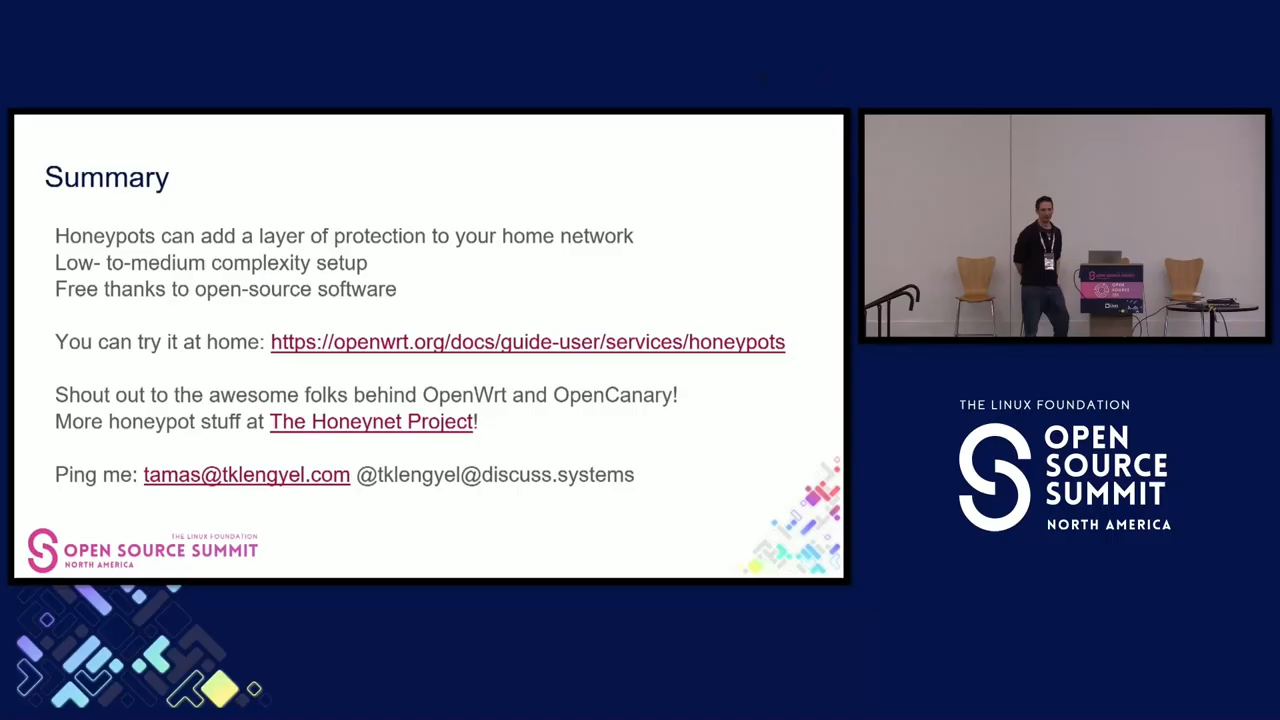 Summary
Honeypots can add a layer of protection to your home network
Low- to-medium complexity setup
Free thanks to open-source software
You can try it at home: https://openwrt.org/docs/guide-user/services/honeypots
Shout out to the awesome folks behind OpenWrt and OpenCanary!
More honeypot stuff at The Honeynet Project!
Ping me: tamas@tklengyel.com @tklengyel@discuss.systems
THE LINUX FOUNDATION
OPEN SOURCE SUMMIT
NORTH AMERICA
THE LINUX FOUNDATION
OPEN
SOURCE
SUMMIT
NORTH AMERICA